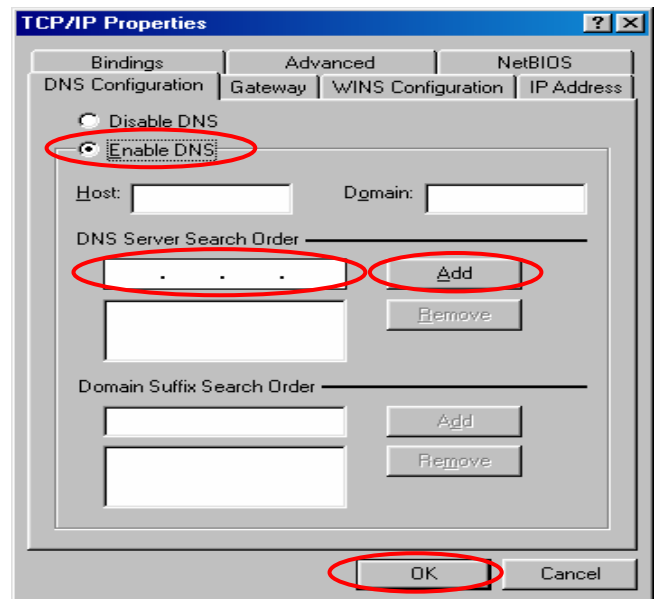 TCP/IP Properties
Bindings Advanced NetBIOS
DNS Configuration Gateway WINS Configuration IP Address
Disable DNS
Enable DNS
Host: Domain:
DNS Server Search Order
. . . Add
Remove
Domain Suffix Search Order
Add
Remove
OK Cancel